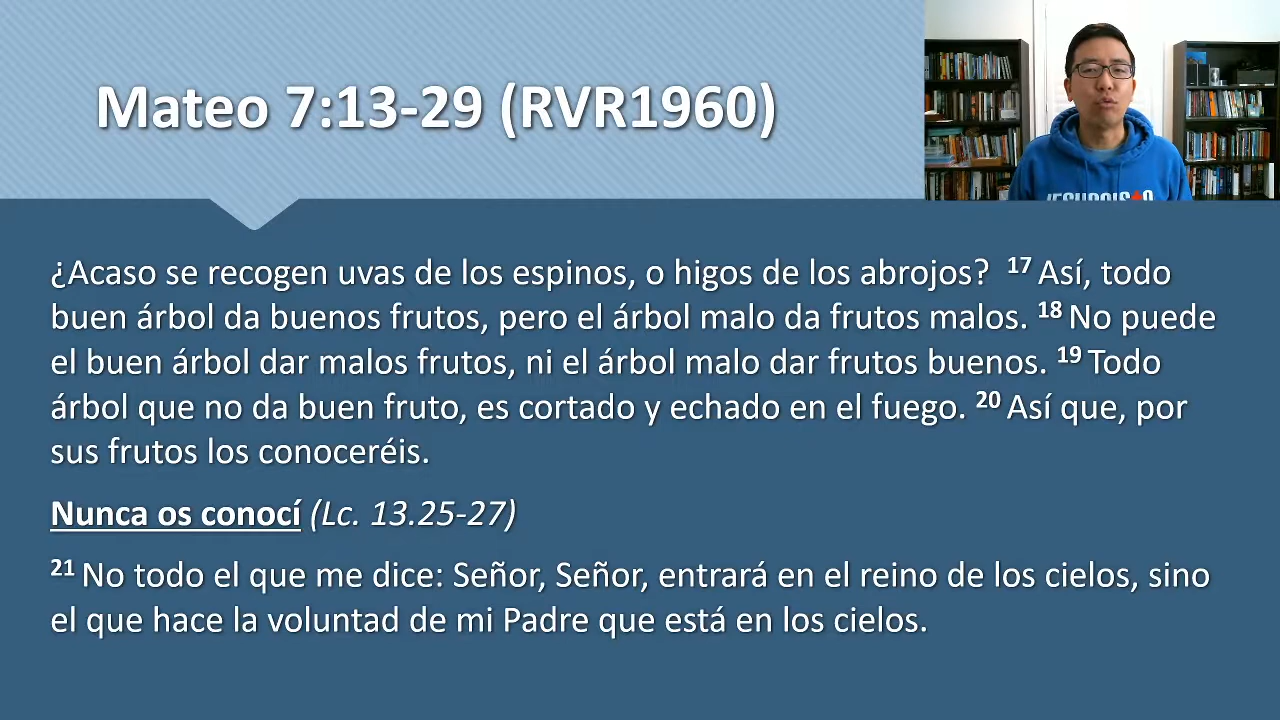 Mateo 7:13-29 (RVR1960)
¿Acaso se recogen uvas de los espinos, o higos de los abrojos? 17 Así, todo
buen árbol da buenos frutos, pero el árbol malo da frutos malos. 18 No puede
el buen árbol dar malos frutos, ni el árbol malo dar frutos buenos. 19 Todo
árbol que no da buen fruto, es cortado y echado en el fuego. 20 Así que, por
sus frutos los conoceréis.
Nunca os conocí (Lc. 13.25-27)
21 No todo el que me dice: Señor, Señor, entrará en el reino de los cielos, sino
el que hace la voluntad de mi Padre que está en los cielos.